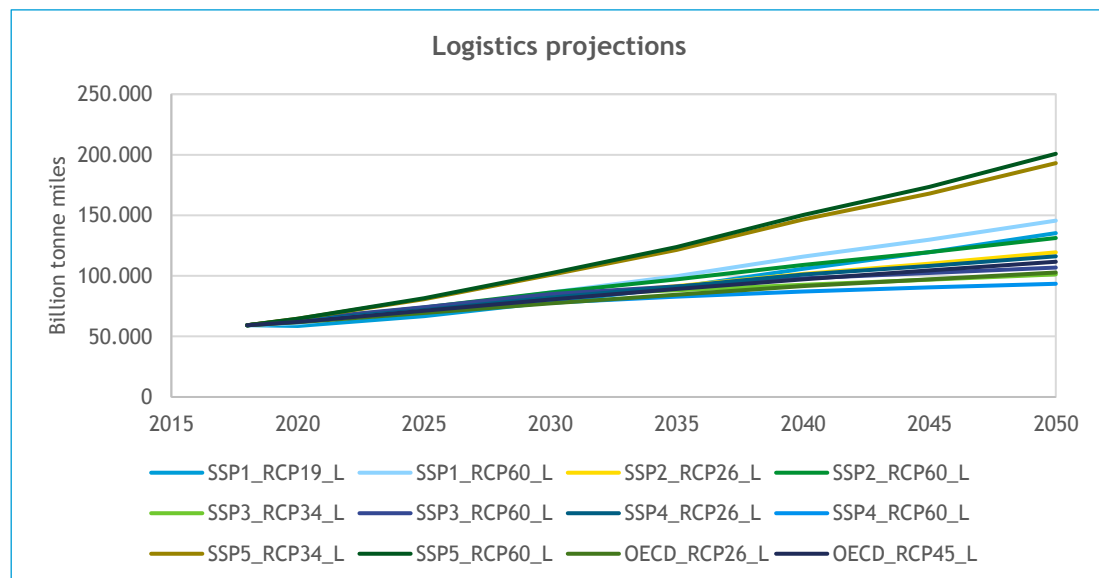 Logistics projections
Billion tonne miles
250.000
200.000
150.000
100.000
50.000
0
2015 2020 2025 2030 2035 2040 2045 2050
SSP1_RCP19_L SSP1_RCP60_L SSP2_RCP26_L SSP2_RCP60_L
SSP3_RCP34_L SSP3_RCP60_L SSP4_RCP26_L SSP4_RCP60_L
SSP5_RCP34_L SSP5_RCP60_L OECD_RCP26_L OECD_RCP45_L